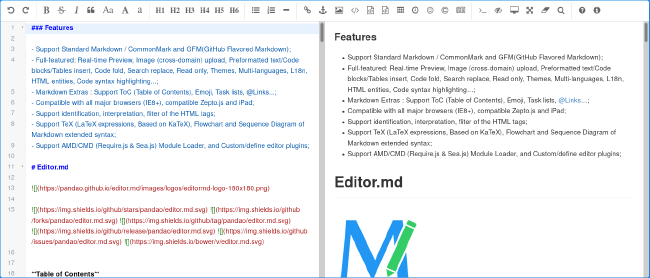 B S I Aa A a H1 H2 H3 H4 H5 H6
1 ### Features
2
3 - Support Standard Markdown / CommonMark and GFM(GitHub Flavored Markdown);
4 - Full-featured: Real-time Preview, Image (cross-domain) upload, Preformatted text/Code
blocks/Tables insert, Code fold, Search replace, Read only, Themes, Multi-languages, L18n,
HTML entities, Code syntax highlighting...;
5 - Markdown Extras : Support ToC (Table of Contents), Emoji, Task lists, @Links...;
6 - Compatible with all major browsers (IE8+), compatible Zepto.js and iPad;
7 - Support identification, interpretation, fliter of the HTML tags;
8 - Support TeX (LaTeX expressions, Based on KaTeX), Flowchart and Sequence Diagram of
Markdown extended syntax;
9 - Support AMD/CMD (Require.js & Sea.js) Module Loader, and Custom/define editor plugins;
10
11 # Editor.md
12
13 ![](https://pandao.github.io/editor.md/images/logos/editormd-logo-180x180.png)
14
15 ![](https://img.shields.io/github/stars/pandao/editor.md.svg) ![](https://img.shields.io/github
/forks/pandao/editor.md.svg) ![](https://img.shields.io/github/tag/pandao/editor.md.svg)
![](https://img.shields.io/github/release/pandao/editor.md.svg) ![](https://img.shields.io/github
/issues/pandao/editor.md.svg) ![](https://img.shields.io/bower/v/editor.md.svg)
16
17
18 **Table of Contents**
Features
• Support Standard Markdown / CommonMark and GFM(GitHub Flavored Markdown);
• Full-featured: Real-time Preview, Image (cross-domain) upload, Preformatted text/Code
blocks/Tables insert, Code fold, Search replace, Read only, Themes, Multi-languages, L18n,
HTML entities, Code syntax highlighting...;
• Markdown Extras : Support ToC (Table of Contents), Emoji, Task lists, @Links...;
• Compatible with all major browsers (IE8+), compatible Zepto.js and iPad;
• Support identification, interpretation, fliter of the HTML tags;
• Support TeX (LaTeX expressions, Based on KaTeX), Flowchart and Sequence Diagram of
Markdown extended syntax;
• Support AMD/CMD (Require.js & Sea.js) Module Loader, and Custom/define editor plugins;
Editor.md
M